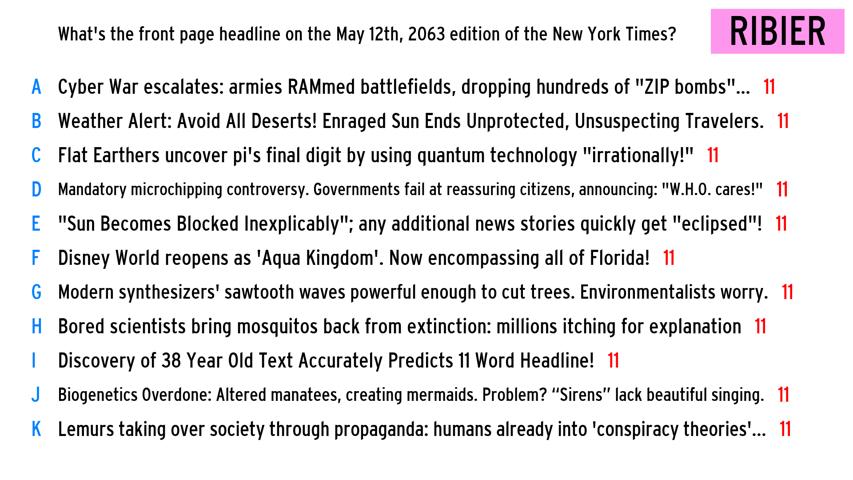 What's the front page headline on the May 12th, 2063 edition of the New York Times?
RIBIER
A Cyber War escalates: armies RAMmed battlefields, dropping hundreds of "ZIP bombs"... 11
B Weather Alert: Avoid All Deserts! Enraged Sun Ends Unprotected, Unsuspecting Travelers. 11
C Flat Earthers uncover pi's final digit by using quantum technology "irrationally!" 11
D Mandatory microchipping controversy. Governments fail at reassuring citizens, announcing: "W.H.O. cares!" 11
E "Sun Becomes Blocked Inexplicably"; any additional news stories quickly get "eclipsed"! 11
F Disney World reopens as 'Aqua Kingdom'. Now encompassing all of Florida! 11
G Modern synthesizers' sawtooth waves powerful enough to cut trees. Environmentalists worry. 11
H Bored scientists bring mosquitos back from extinction: millions itching for explanation 11
I Discovery of 38 Year Old Text Accurately Predicts 11 Word Headline! 11
J Biogenetics Overdone: Altered manatees, creating mermaids. Problem? “Sirens” lack beautiful singing. 11
K Lemurs taking over society through propaganda: humans already into 'conspiracy theories'... 11